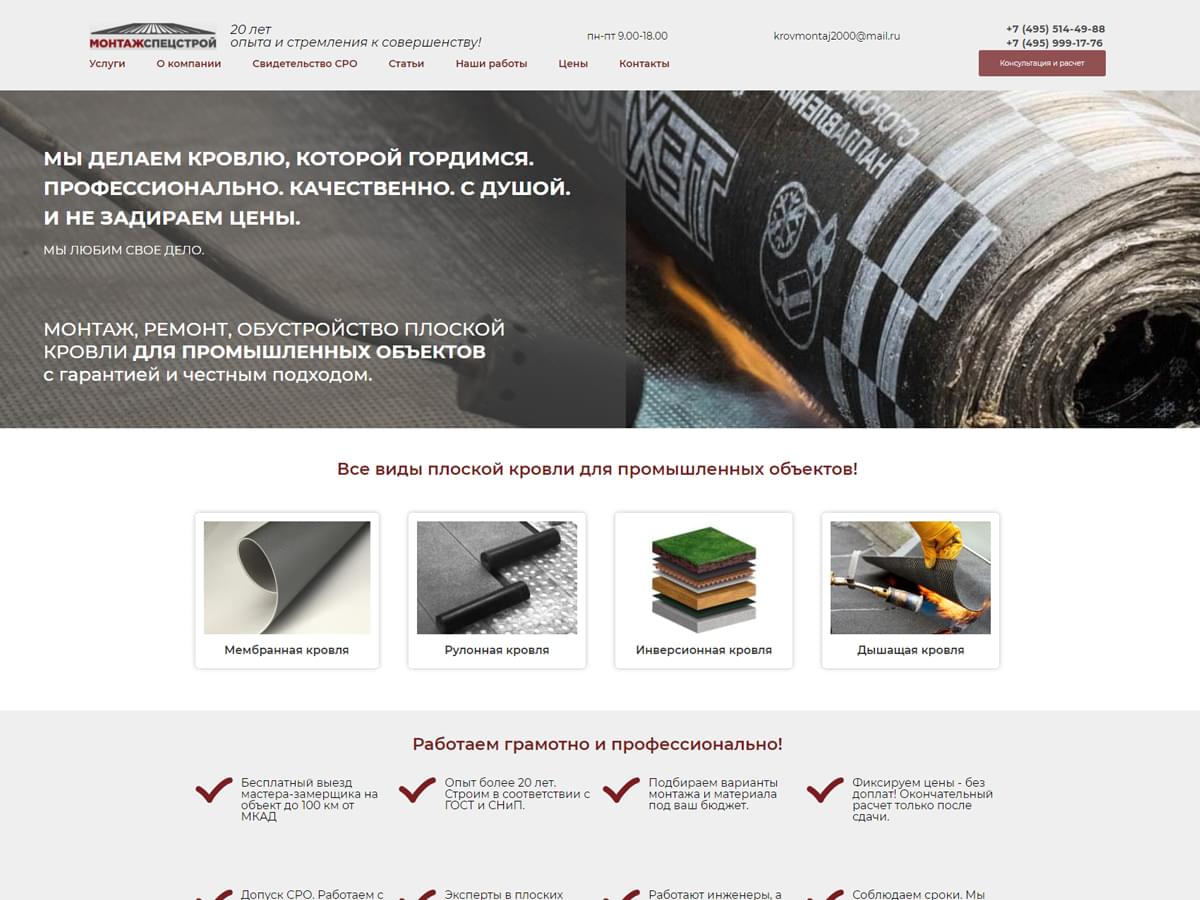 МОНТАЖСПЕЦСТРОЙ
20 лет
опыта и стремления к совершенству!
пн-пт 9.00-18.00
krovmontaj2000@mail.ru
+7 (495) 514-49-88
+7 (495) 999-17-76
Услуги
О компании
Свидетельство СРО
Статьи
Наши работы
Цены
Контакты
Консультация и расчет
МЫ ДЕЛАЕМ КРОВЛЮ, КОТОРОЙ ГОРДИМСЯ.
ПРОФЕССИОНАЛЬНО. КАЧЕСТВЕННО. С ДУШОЙ.
И НЕ ЗАДИРАЕМ ЦЕНЫ.
МЫ ЛЮБИМ СВОЕ ДЕЛО.
МОНТАЖ, РЕМОНТ, ОБУСТРОЙСТВО ПЛОСКОЙ
КРОВЛИ ДЛЯ ПРОМЫШЛЕННЫХ ОБЪЕКТОВ
с гарантией и честным подходом.
Все виды плоской кровли для промышленных объектов!
Мембранная кровля
Рулонная кровля
Инверсионная кровля
Дышащая кровля
Работаем грамотно и профессионально!
Бесплатный выезд
мастера-замерщика на
объект до 100 км от
МКАД
Опыт более 20 лет.
Строим в соответствии с
ГОСТ и СНиП.
Подбираем варианты
монтажа и материала
под ваш бюджет.
Фиксируем цены - без
доплат! Окончательный
расчет только после
сдачи.
Допуск СРО. Работаем с
Эксперты в плоских
Работают инженеры, а
Соблюдаем сроки. Мы